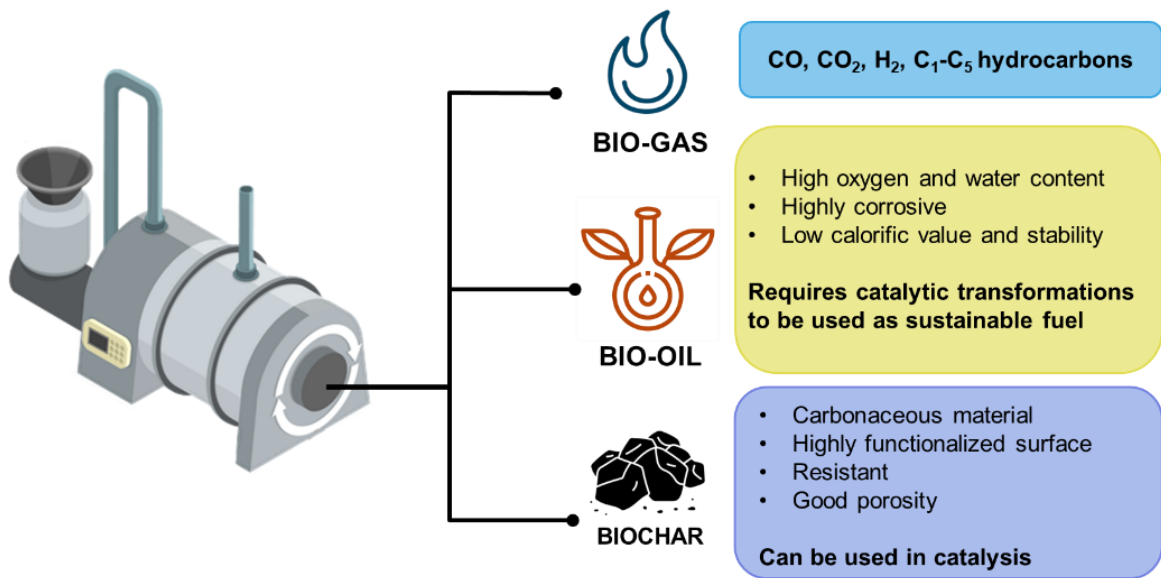 BIO-GAS
CO, CO₂, H₂, C₁-C₅ hydrocarbons
BIO-OIL
• High oxygen and water content
• Highly corrosive
• Low calorific value and stability
Requires catalytic transformations
to be used as sustainable fuel
BIOCHAR
• Carbonaceous material
• Highly functionalized surface
• Resistant
• Good porosity
Can be used in catalysis